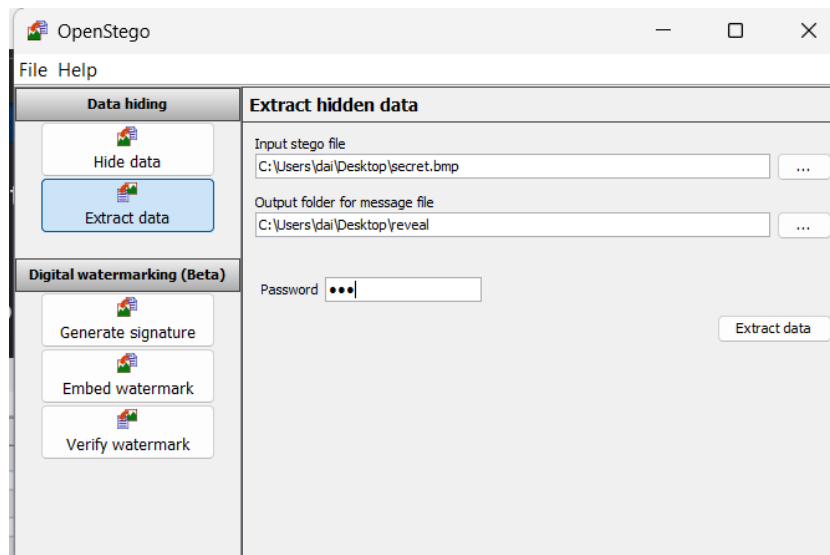 OpenStego
File Help
Data hiding
Hide data
Extract data
Digital watermarking (Beta)
Generate signature
Embed watermark
Verify watermark
Extract hidden data
Input stego file
C:\Users\dai\Desktop\secret.bmp
...
Output folder for message file
C:\Users\dai\Desktop\reveal
...
Password ●●●
Extract data